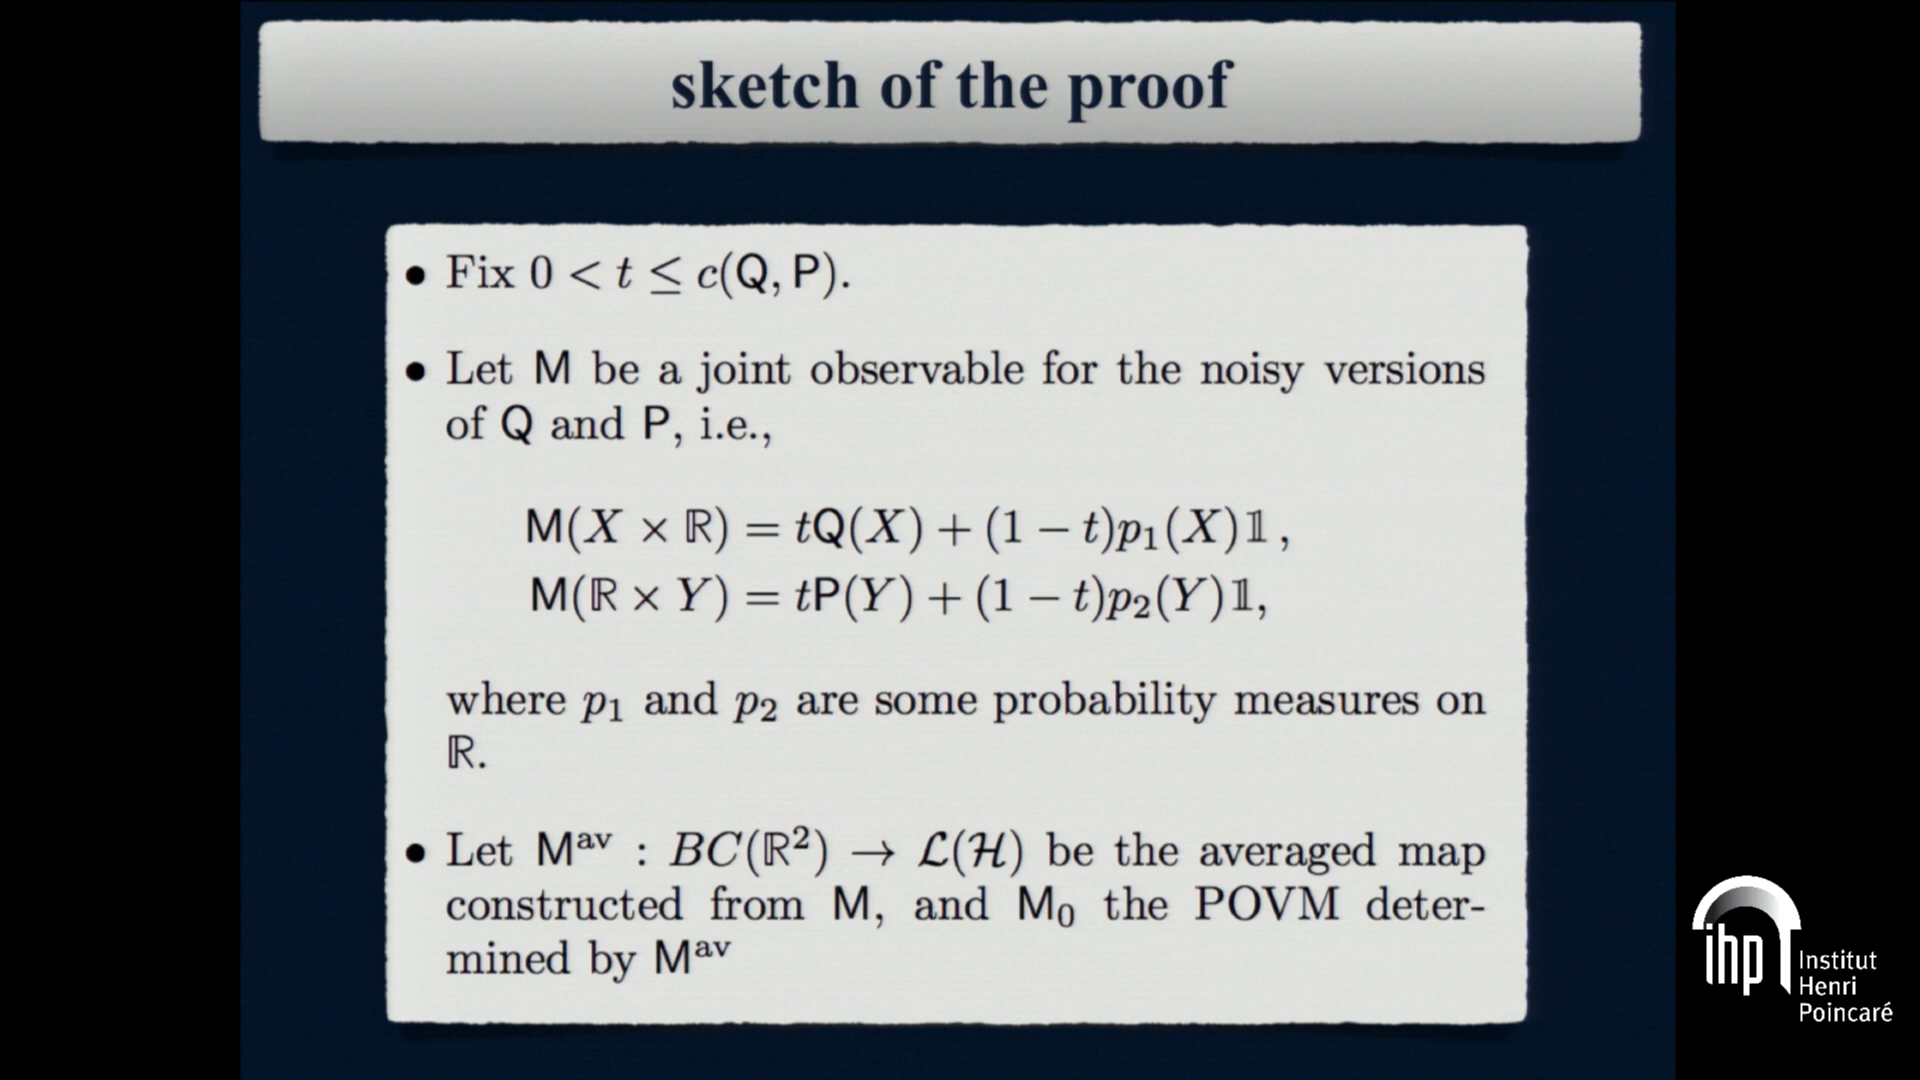 sketch of the proof
• Fix 0 < t ≤ c(Q, P).
• Let M be a joint observable for the noisy versions
of Q and P, i.e.,
M(X × ℝ) = tQ(X) + (1 − t)p₁(X)𝟙 ,
M(ℝ × Y) = tP(Y) + (1 − t)p₂(Y)𝟙,
where p₁ and p₂ are some probability measures on
ℝ.
• Let Mᵃᵛ : BC(ℝ²) → ℒ(ℋ) be the averaged map
constructed from M, and M₀ the POVM deter-
mined by Mᵃᵛ
ihp
Institut
Henri
Poincaré